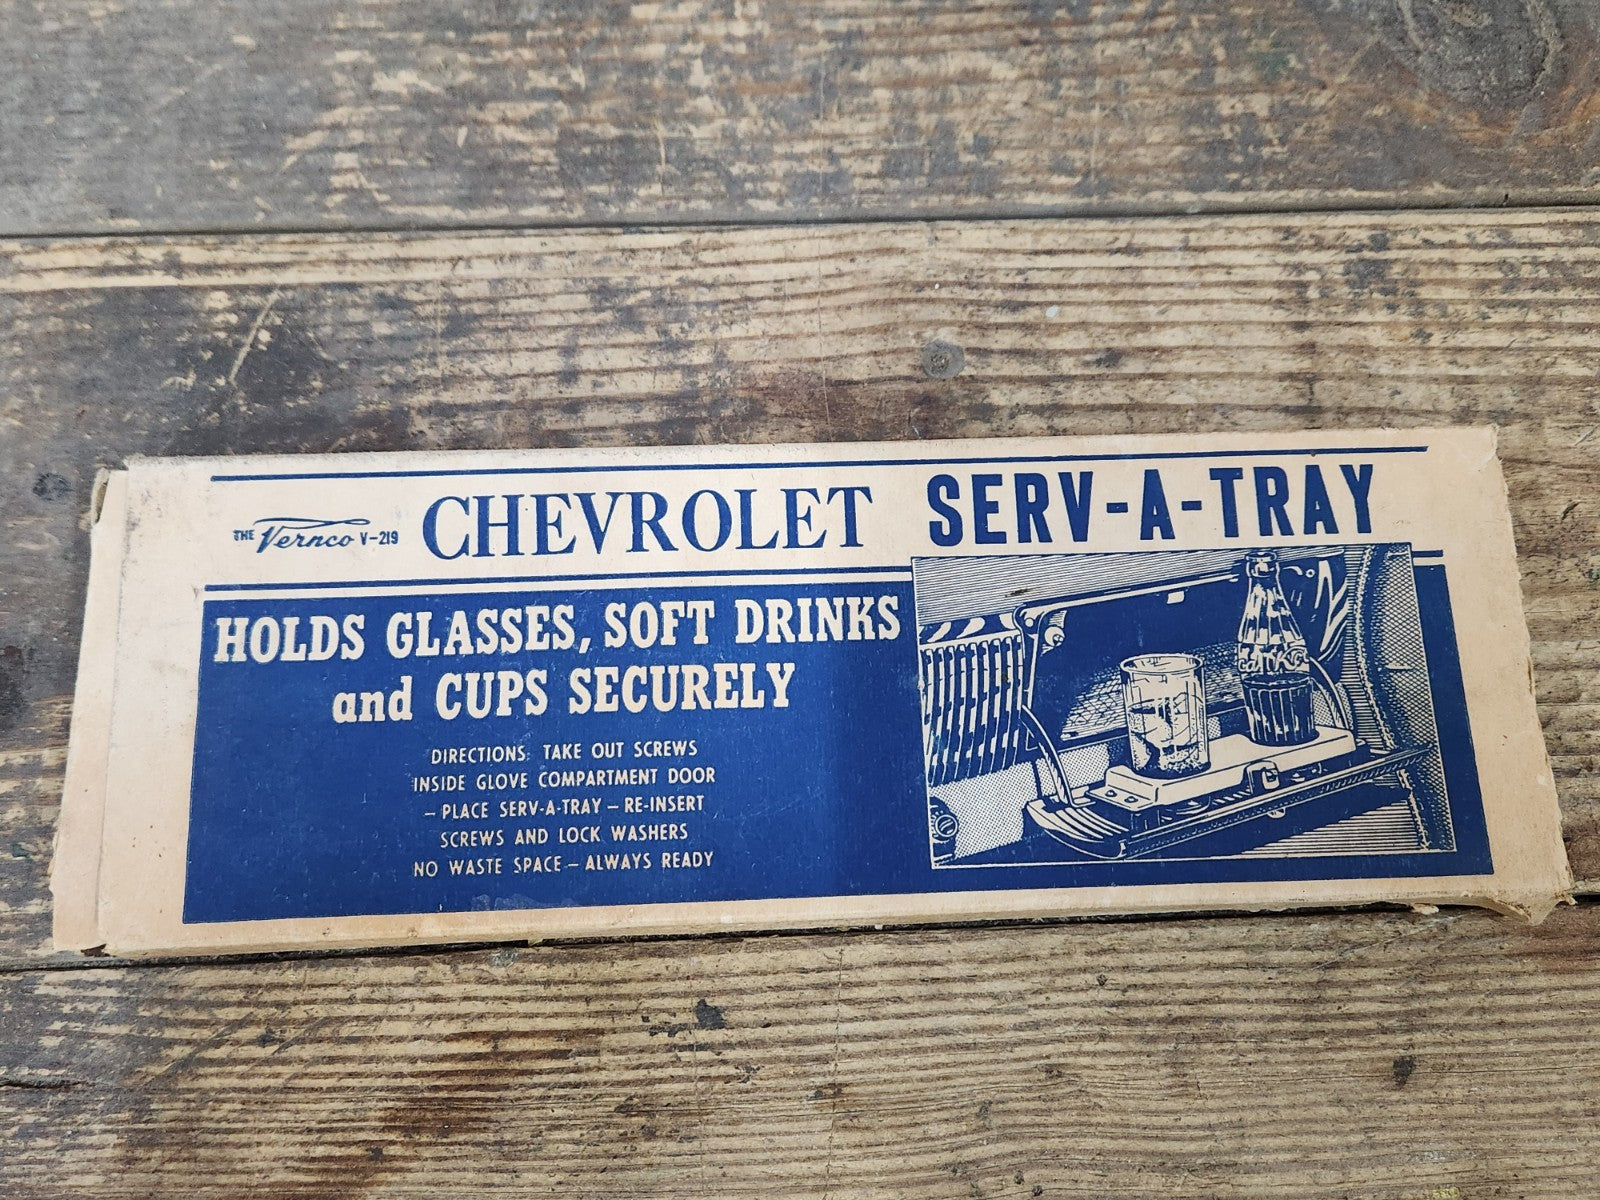 THE Vernco V-219 CHEVROLET SERV-A-TRAY
HOLDS GLASSES, SOFT DRINKS
and CUPS SECURELY
DIRECTIONS: TAKE OUT SCREWS
INSIDE GLOVE COMPARTMENT DOOR
– PLACE SERV-A-TRAY – RE-INSERT
SCREWS AND LOCK WASHERS
NO WASTE SPACE – ALWAYS READY